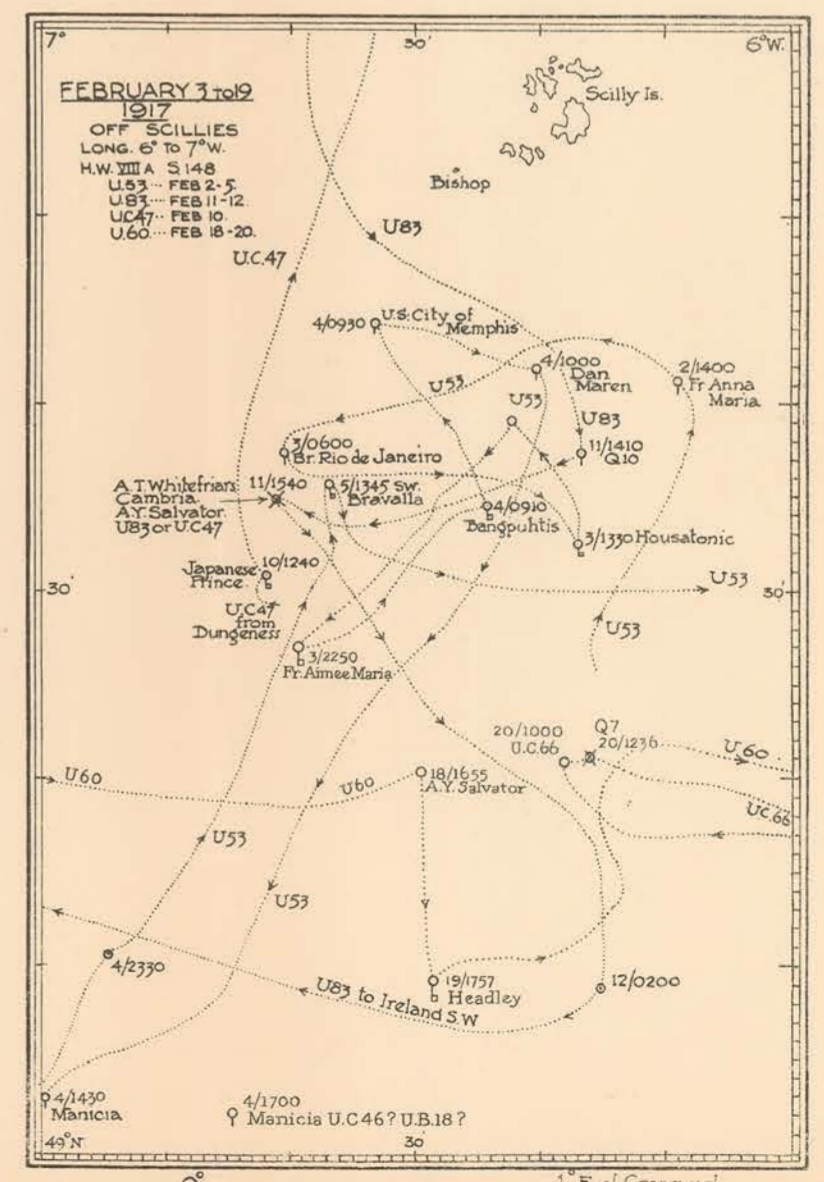 7° 30' 6°W.
FEBRUARY 3 to 19
1917
OFF SCILLIES
LONG. 6° TO 7°W.
H.W. VIII A S.148
U.53... FEB 2-5.
U.83... FEB 11-12.
U.C.47.. FEB 10.
U.60.... FEB 18-20.
Scilly Is.
Bishop
U83
U.C.47
4/0930 U.S. City of
Memphis
4/1000
Dan
Maren
2/1400
Fr. Anna
Maria
U53
U53
U83
3/0600
Br. Rio de Janeiro
11/1410
Q10
A.T. Whitefriars
Cambria.
A.Y. Salvator.
U83 or U.C47
11/1540
5/1345 Sw.
Bravalla
4/0910
Bangpuhtis
3/1330 Housatonic
10/1240
Japanese
Prince
30' 30'
U53
U.C47
from
Dungeness
U53
3/2250
Fr. Aimee Maria
20/1000
U.C.66
Q7
20/1236
U.60
U60
U60
18/1655
A.Y. Salvator
UC.66
U53
U53
4/2330
19/1757
Headley
12/0200
U83 to Ireland S.W
4/1430
Manicia
4/1700
Manicia U.C46? U.B.18?
49°N 30'